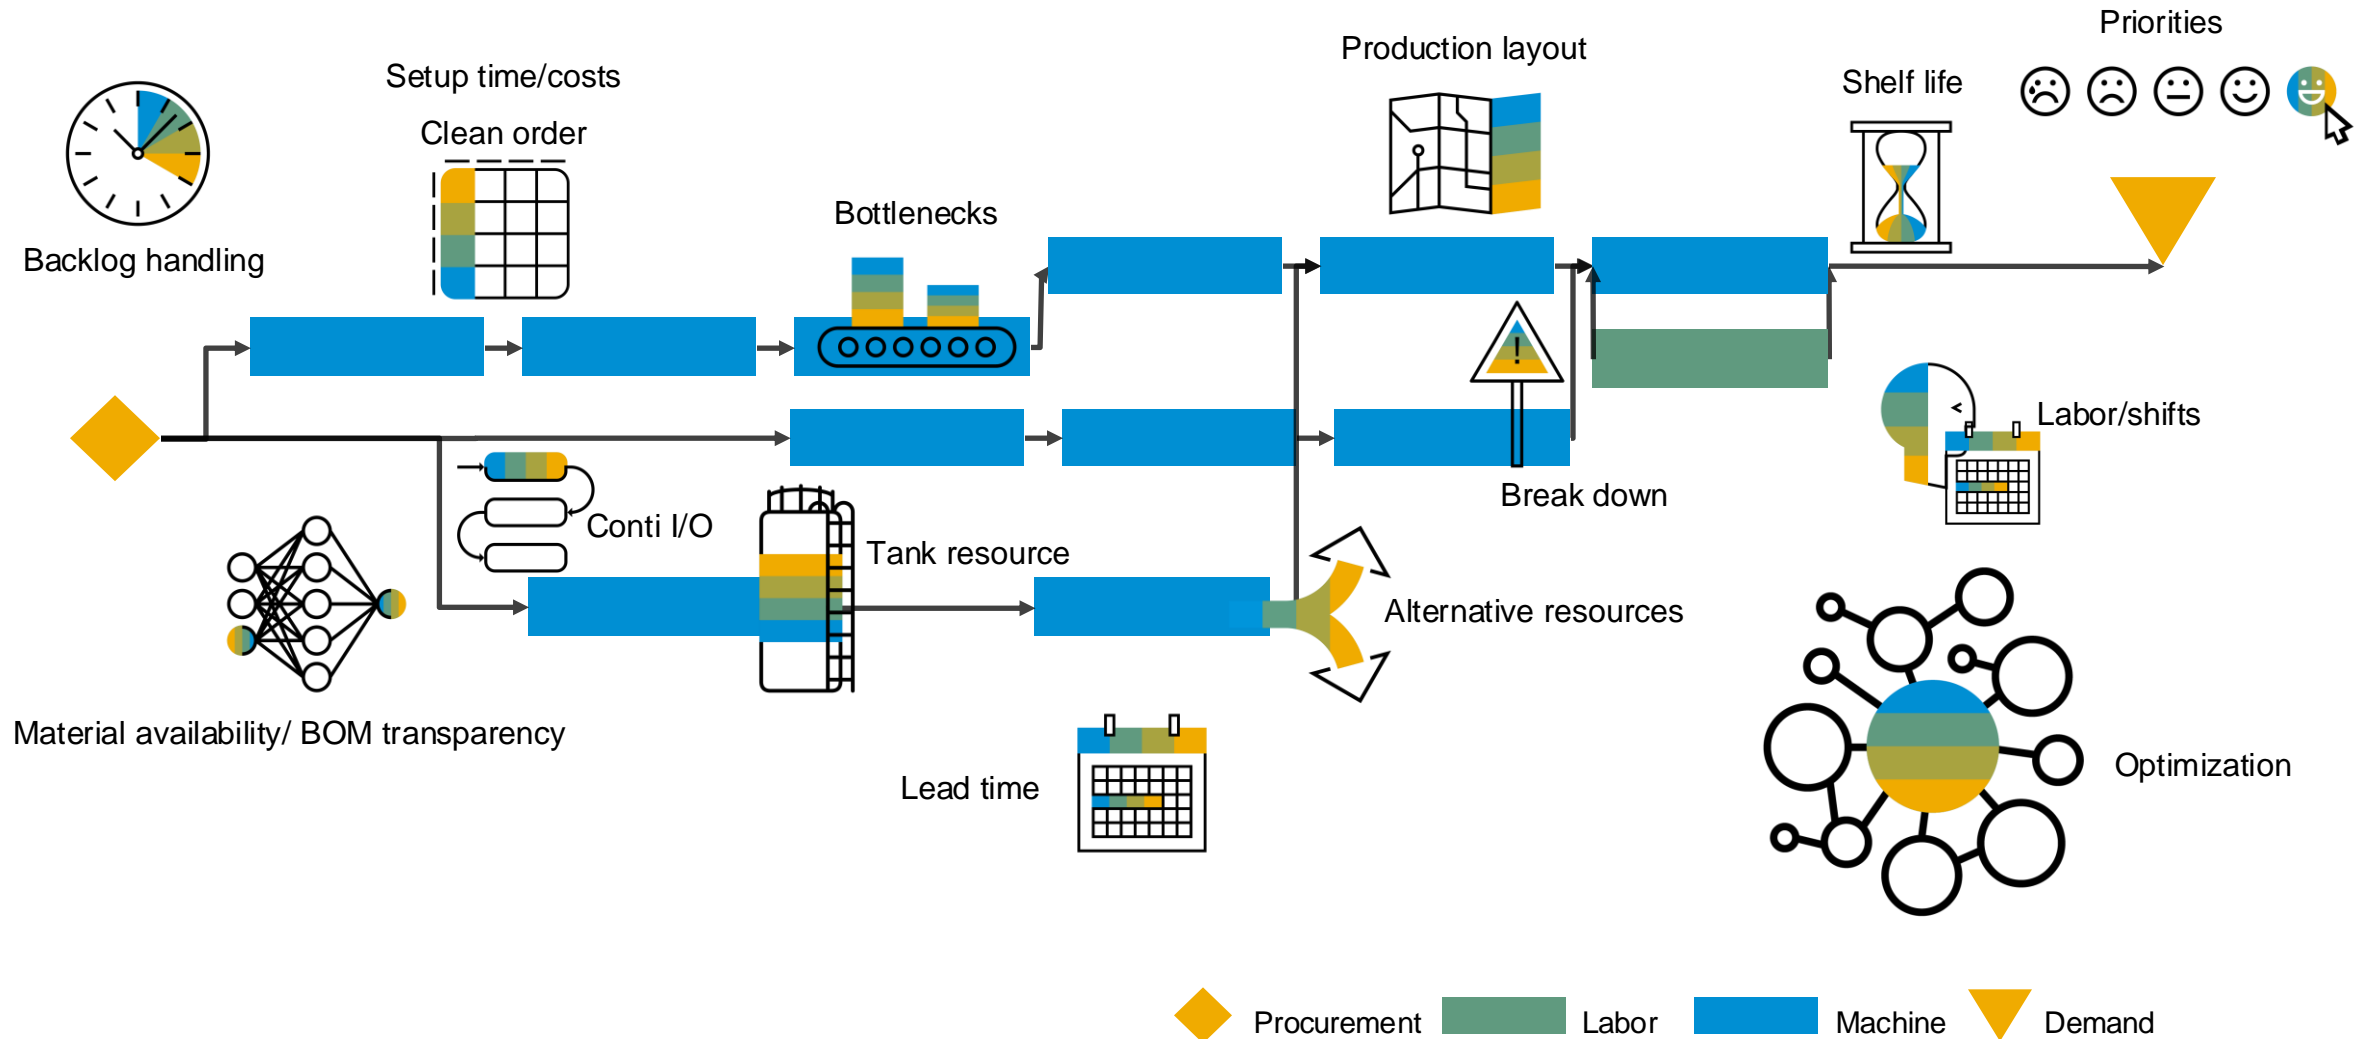 Priorities
Production layout
Setup time/costs
Shelf life
Clean order
Bottlenecks
Backlog handling
!
Labor/shifts
Break down
Conti I/O
Tank resource
Alternative resources
Material availability/ BOM transparency
Optimization
Lead time
Procurement
Labor
Machine
Demand